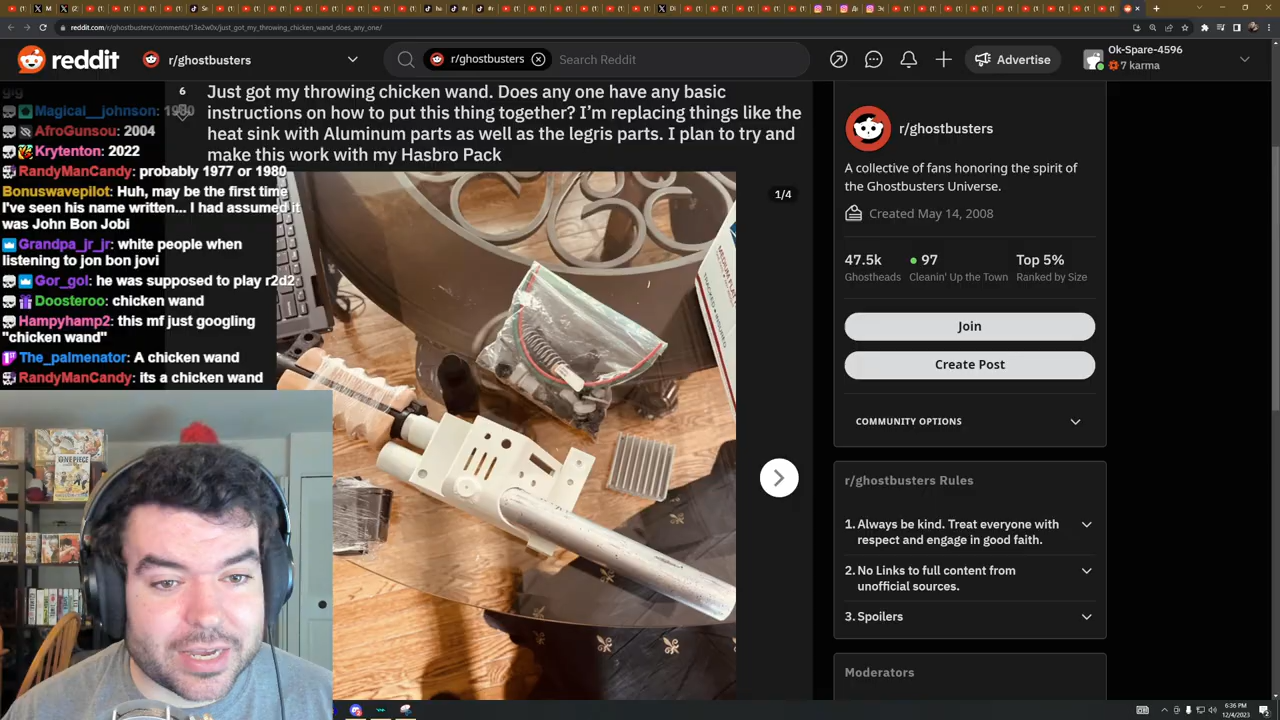 reddit.com/r/ghostbusters/comments/13e2w0x/just_got_my_throwing_chicken_wand_does_any_one/
reddit
r/ghostbusters
r/ghostbusters
Search Reddit
Advertise
Ok-Spare-4596
7 karma
6
Just got my throwing chicken wand. Does any one have any basic
instructions on how to put this thing together? I’m replacing things like the
heat sink with Aluminum parts as well as the legris parts. I plan to try and
make this work with my Hasbro Pack
1/4
Magical__johnson:
AfroGunsou: 2004
Krytenton: 2022
RandyManCandy: probably 1977 or 1980
Bonuswavepilot: Huh, may be the first time
I've seen his name written... I had assumed it
was John Bon Jobi
Grandpa_jr_jr: white people when
listening to jon bon jovi
Gor_gol: he was supposed to play r2d2
Doosteroo: chicken wand
Hampyhamp2: this mf just googling
"chicken wand"
The_palmenator: A chicken wand
RandyManCandy: its a chicken wand
ONE PIECE
r/ghostbusters
A collective of fans honoring the spirit of
the Ghostbusters Universe.
Created May 14, 2008
47.5k 97 Top 5%
Ghostheads Cleanin' Up the Town Ranked by Size
Join
Create Post
COMMUNITY OPTIONS
r/ghostbusters Rules
1. Always be kind. Treat everyone with
respect and engage in good faith.
2. No Links to full content from
unofficial sources.
3. Spoilers
Moderators
6:36 PM
12/4/2023